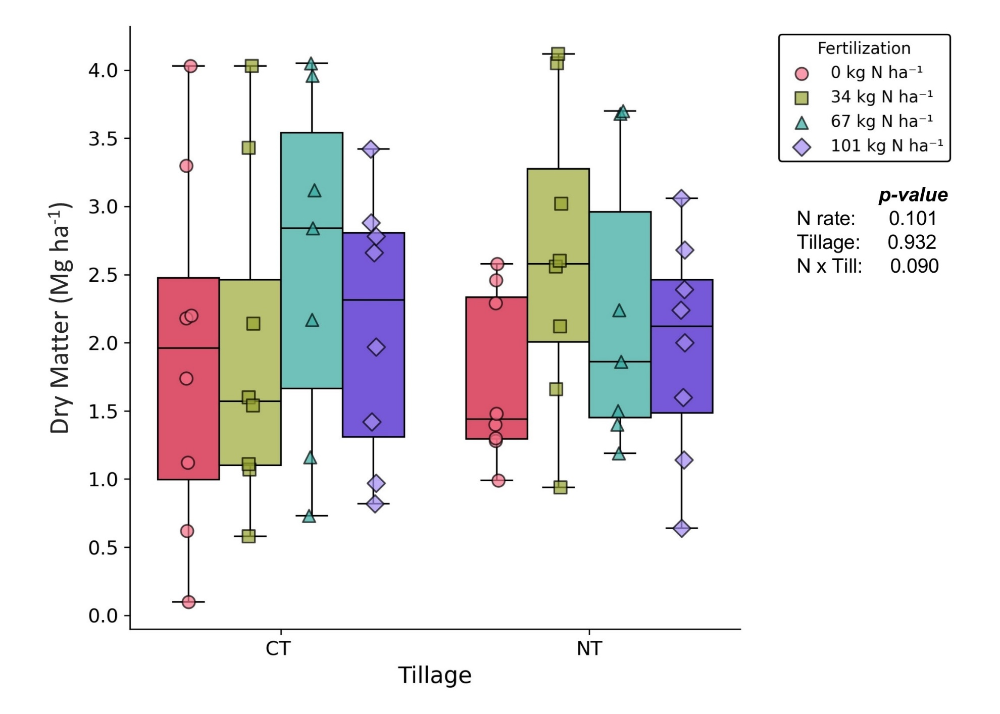 Fertilization
0 kg N ha⁻¹
34 kg N ha⁻¹
67 kg N ha⁻¹
101 kg N ha⁻¹
p-value
N rate: 0.101
Tillage: 0.932
N x Till: 0.090
Dry Matter (Mg ha⁻¹)
4.0
3.5
3.0
2.5
2.0
1.5
1.0
0.5
0.0
CT NT
Tillage